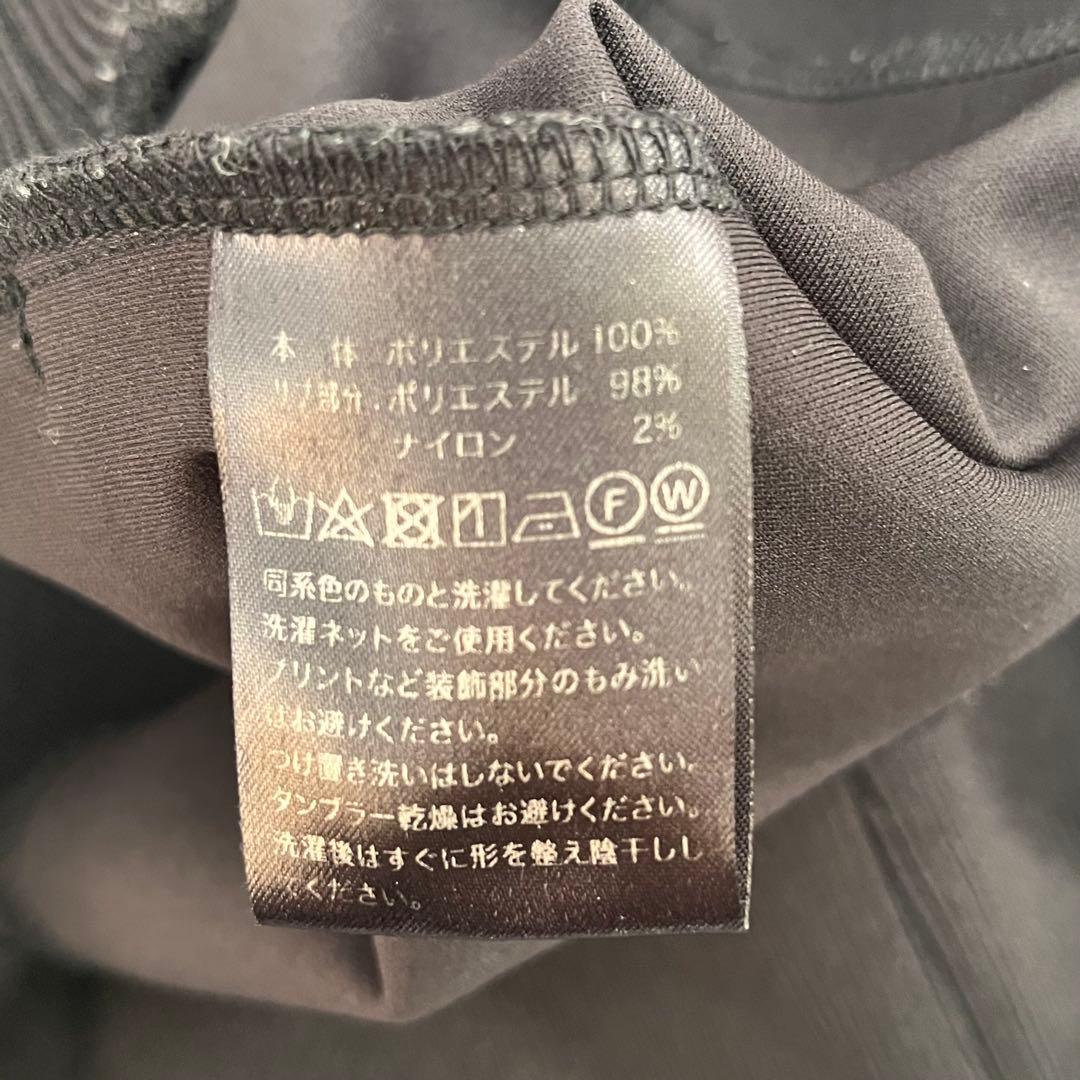 本 体 ポリエステル 100%
リブ部分 ポリエステル 98%
ナイロン 2%
F W
同系色のものと洗濯してください。
洗濯ネットをご使用ください。
プリントなど装飾部分のもみ洗い
はお避けください。
つけ置き洗いはしないでください。
タンブラー乾燥はお避けください。
洗濯後はすぐに形を整え陰干しし
てください。